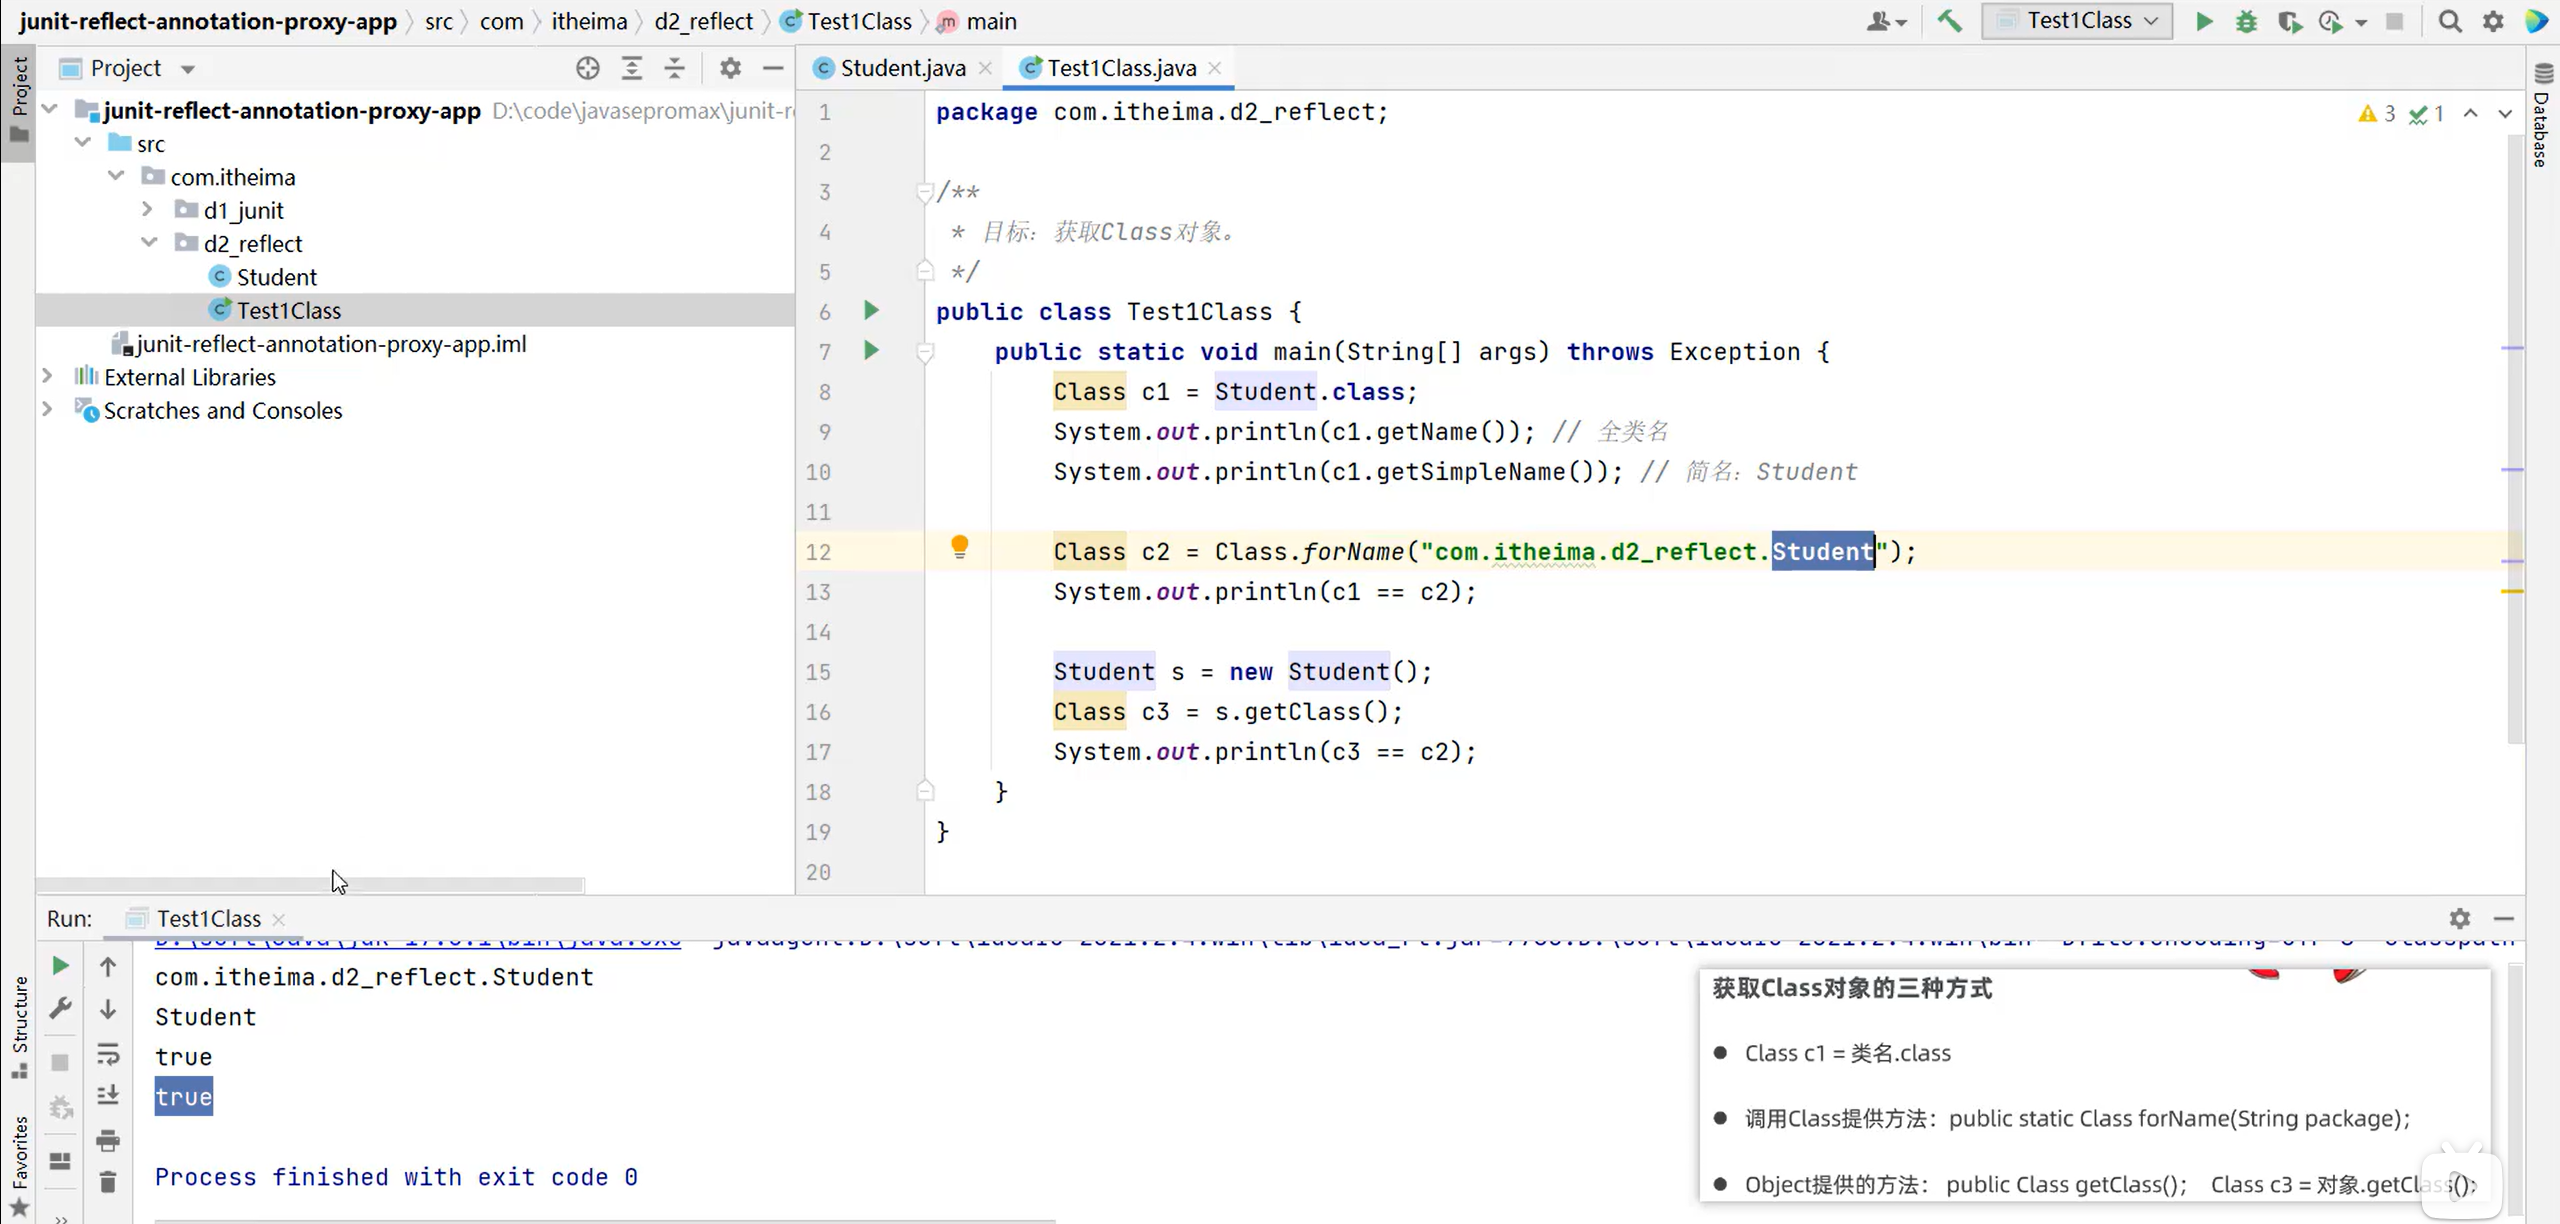 junit-reflect-annotation-proxy-app src com itheima d2_reflect Test1Class main
Test1Class
Project
Project
Student.java
Test1Class.java
Database
junit-reflect-annotation-proxy-app D:\code\javasepromax\junit-r
src
com.itheima
d1_junit
d2_reflect
Student
Test1Class
junit-reflect-annotation-proxy-app.iml
External Libraries
Scratches and Consoles
3 1
1 package com.itheima.d2_reflect;
2
3 /**
4 * 目标：获取Class对象。
5 */
6 public class Test1Class {
7 public static void main(String[] args) throws Exception {
8 Class c1 = Student.class;
9 System.out.println(c1.getName()); // 全类名
10 System.out.println(c1.getSimpleName()); // 简名：Student
11
12 Class c2 = Class.forName("com.itheima.d2_reflect.Student");
13 System.out.println(c1 == c2);
14
15 Student s = new Student();
16 Class c3 = s.getClass();
17 System.out.println(c3 == c2);
18 }
19 }
20
Run: Test1Class
Structure
Favorites
com.itheima.d2_reflect.Student
Student
true
true
Process finished with exit code 0
获取Class对象的三种方式
Class c1 = 类名.class
调用Class提供方法：public static Class forName(String package);
Object提供的方法： public Class getClass(); Class c3 = 对象.getClass();